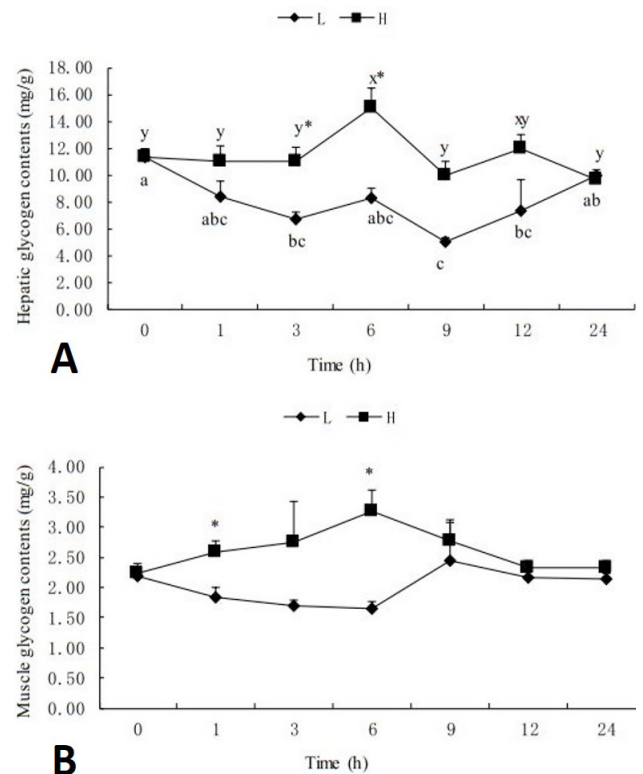 L H
Hepatic glycogen contents (mg/g)
18.00
16.00
14.00
12.00
10.00
8.00
6.00
4.00
2.00
0.00
x*
y y y* y xy y
a abc bc abc c bc ab
0 1 3 6 9 12 24
Time (h)
A
L H
Muscle glycogen contents (mg/g)
4.00
3.50
3.00
2.50
2.00
1.50
1.00
0.50
0.00
* *
0 1 3 6 9 12 24
Time (h)
B